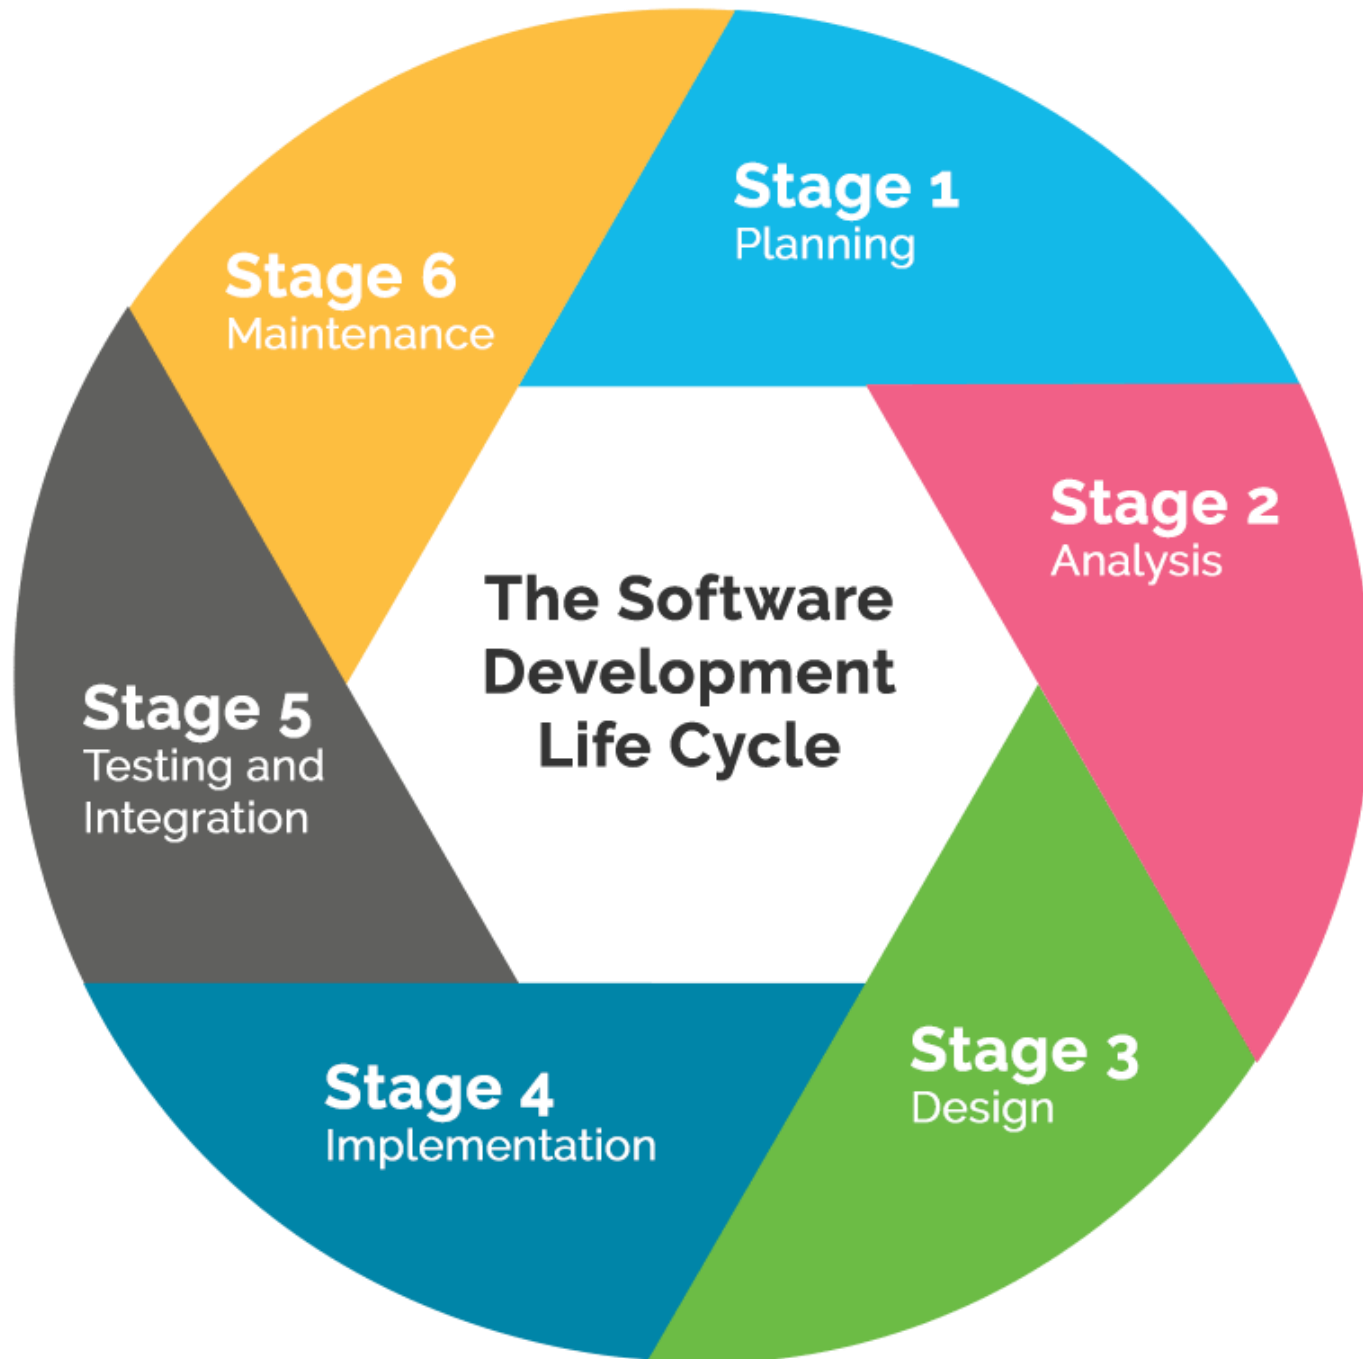 Stage 1
Planning
Stage 2
Analysis
Stage 3
Design
Stage 4
Implementation
Stage 5
Testing and
Integration
Stage 6
Maintenance
The Software
Development
Life Cycle